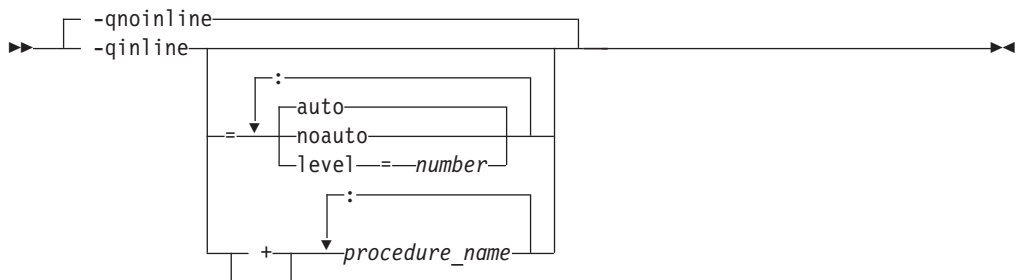 -qnoinline
-qinline
:
auto
= noauto
level = number
:
+ procedure_name